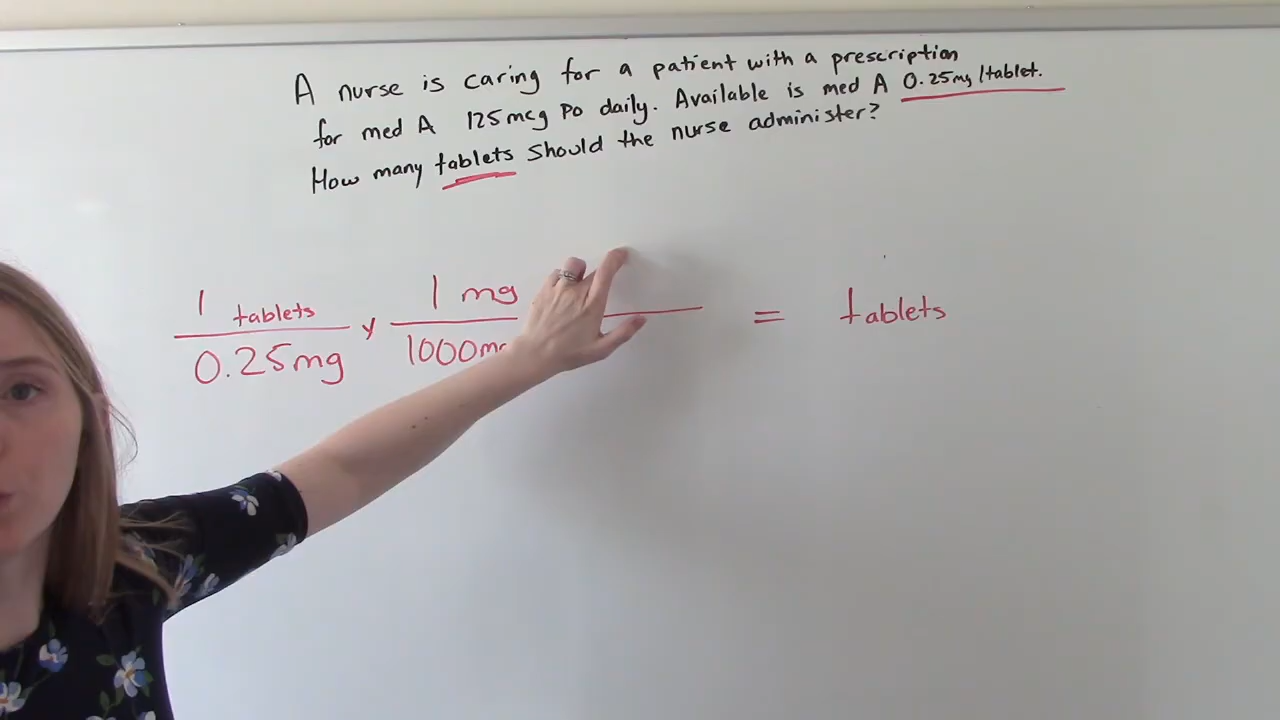 A nurse is caring for a patient with a prescription
for med A 125mcg PO daily. Available is med A 0.25mg/tablet.
How many tablets should the nurse administer?
1 tablets
0.25mg
x
1 mg
1000m
= tablets